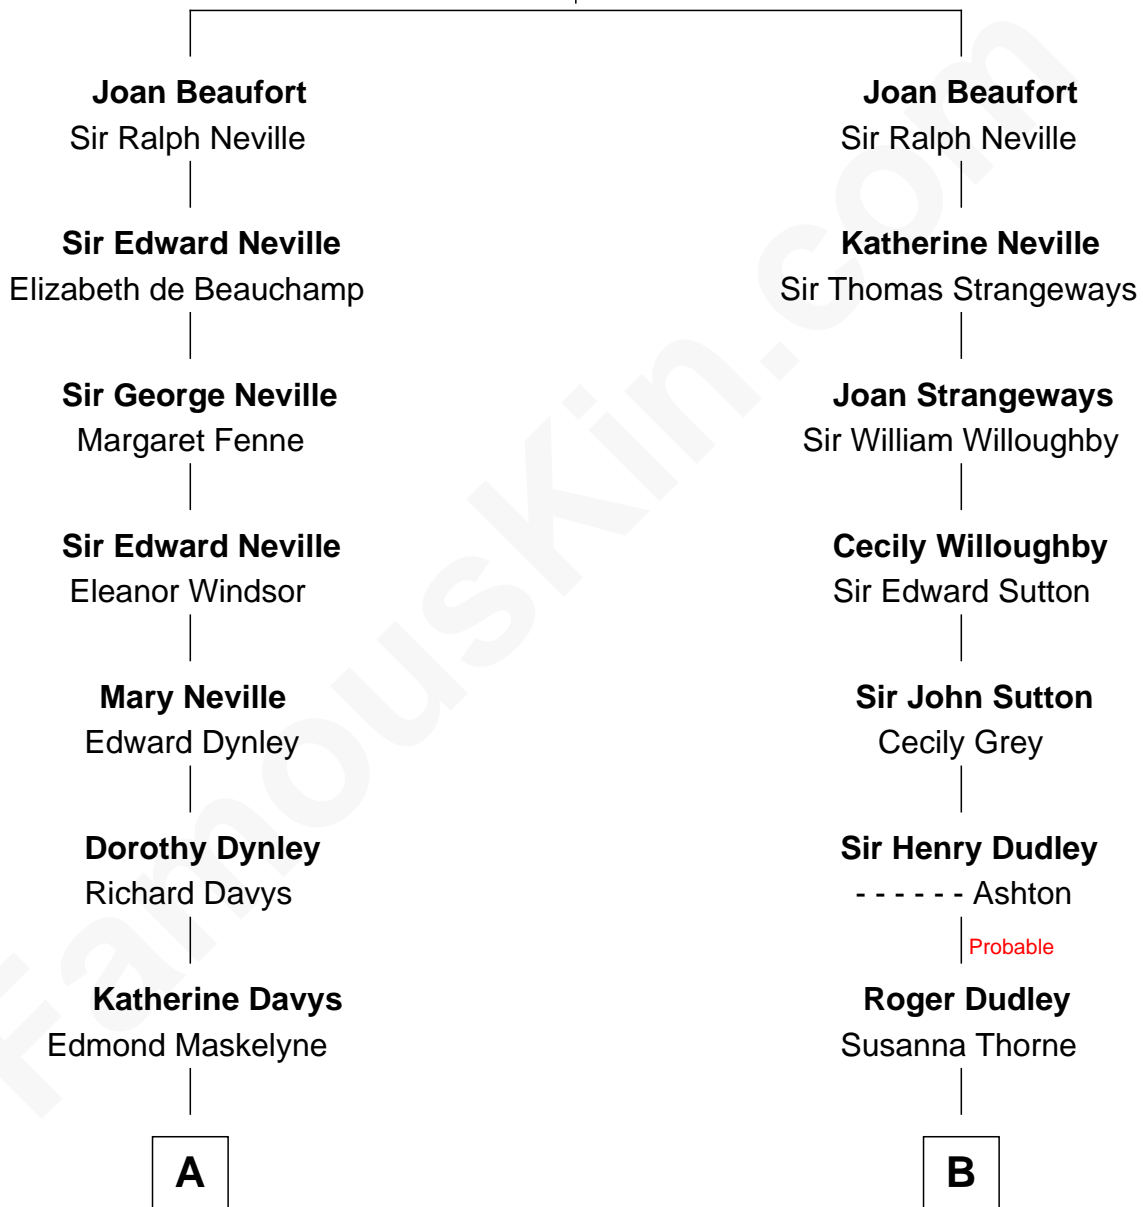 Joan Beaufort
Sir Ralph Neville
Joan Beaufort
Sir Ralph Neville
Sir Edward Neville
Elizabeth de Beauchamp
Katherine Neville
Sir Thomas Strangeways
Sir George Neville
Margaret Fenne
Joan Strangeways
Sir William Willoughby
Sir Edward Neville
Eleanor Windsor
Cecily Willoughby
Sir Edward Sutton
Mary Neville
Edward Dynley
Sir John Sutton
Cecily Grey
Dorothy Dynley
Richard Davys
Sir Henry Dudley
- - - - - - Ashton
Probable
Katherine Davys
Edmond Maskelyne
Roger Dudley
Susanna Thorne
A
B
FamousKin.com